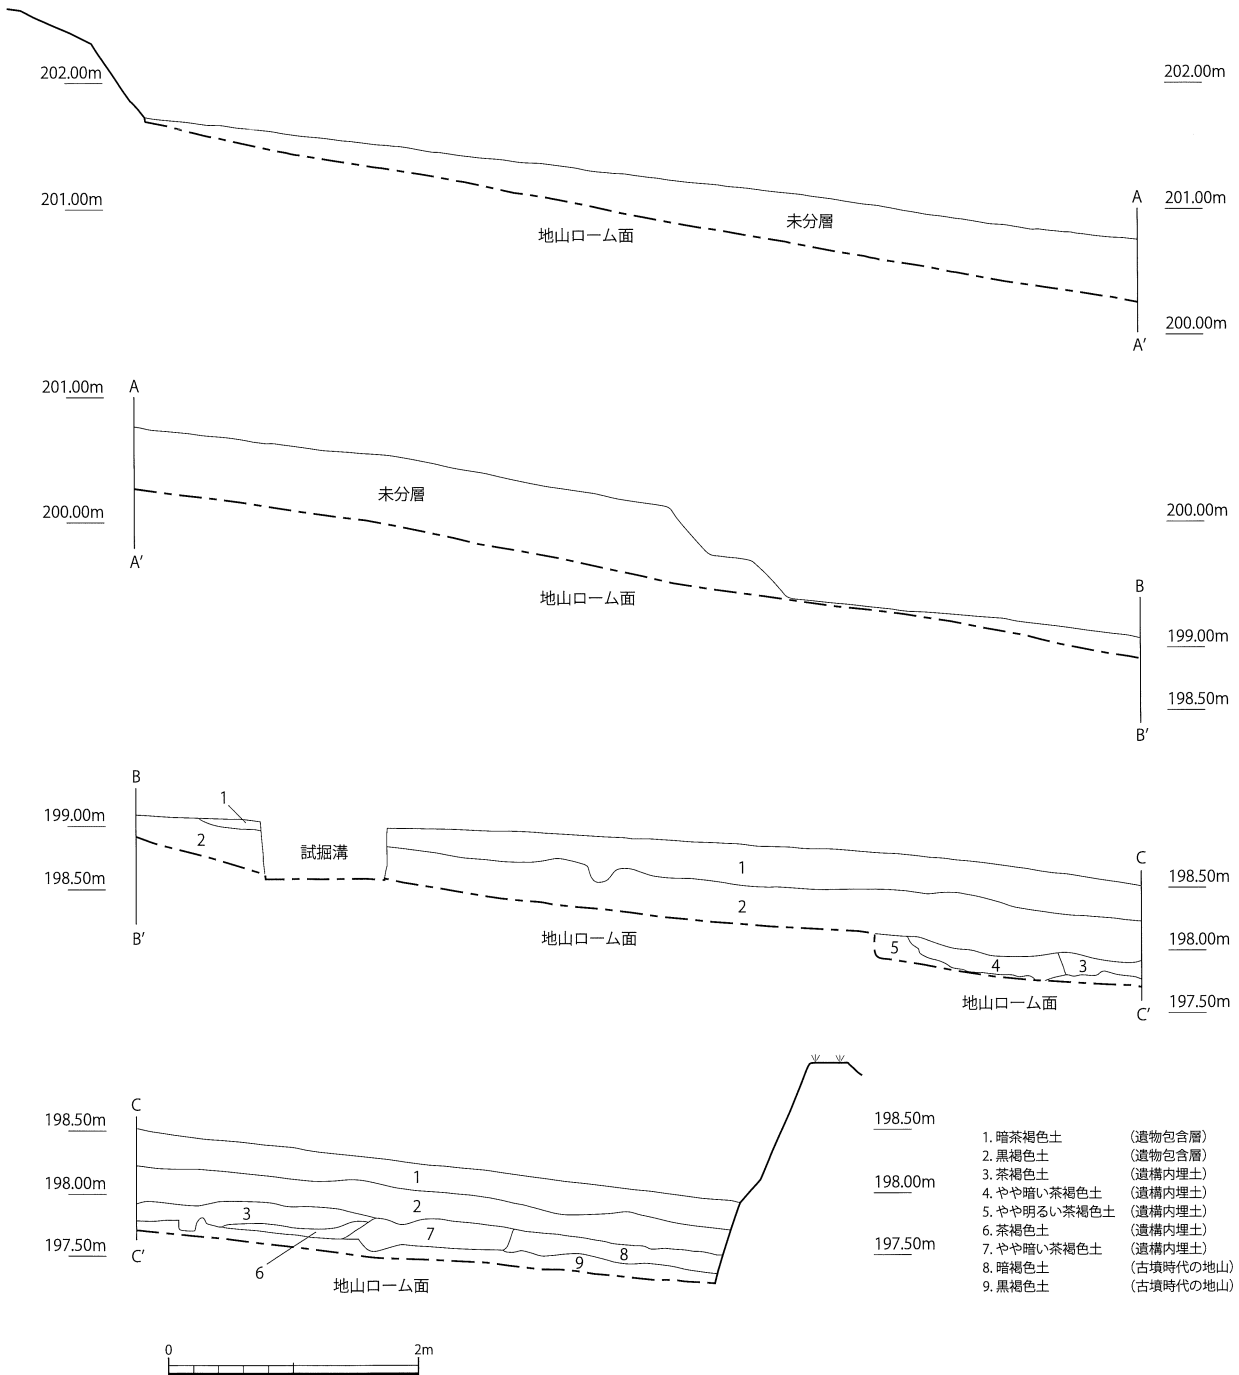 202.00m
202.00m
201.00m
A
201.00m
未分層
地山ローム面
200.00m
A′
201.00m
A
未分層
200.00m
200.00m
A′
地山ローム面
B
199.00m
198.50m
B′
B
1
199.00m
2
試掘溝
1
C
198.50m
198.50m
2
B′
地山ローム面
5
4
3
198.00m
地山ローム面
197.50m
C′
C
198.50m
198.50m
1
198.00m
198.00m
2
3
7
197.50m
197.50m
C′
8
9
6
地山ローム面
1. 暗茶褐色土 （遺物包含層）
2. 黒褐色土 （遺物包含層）
3. 茶褐色土 （遺構内埋土）
4. やや暗い茶褐色土 （遺構内埋土）
5. やや明るい茶褐色土 （遺構内埋土）
6. 茶褐色土 （遺構内埋土）
7. やや暗い茶褐色土 （遺構内埋土）
8. 暗褐色土 （古墳時代の地山）
9. 黒褐色土 （古墳時代の地山）
0 2m